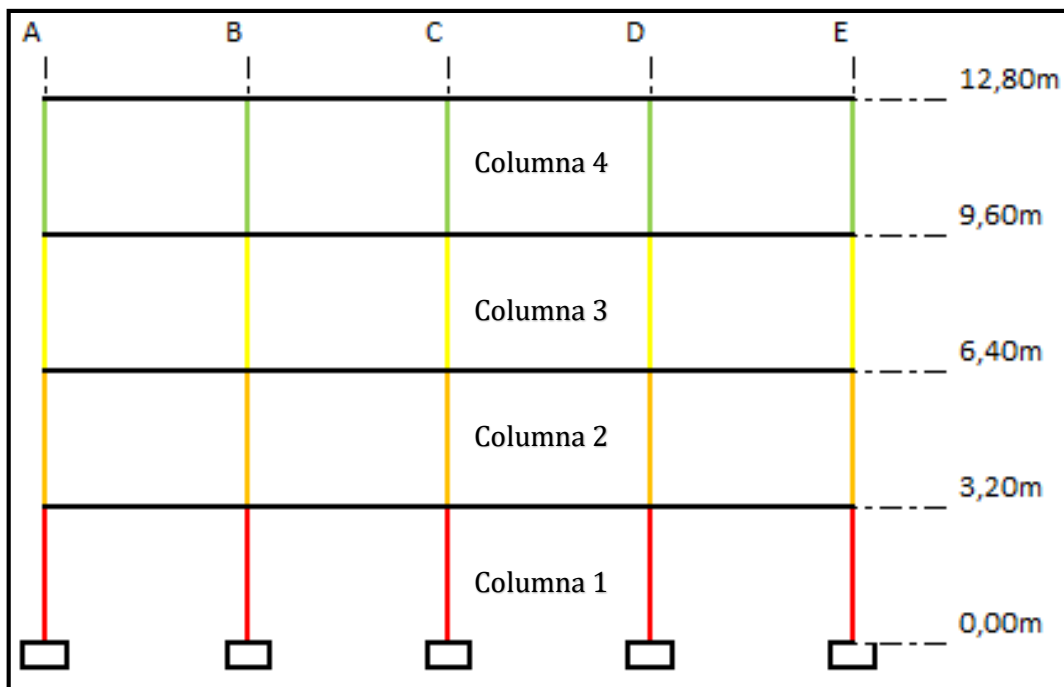 A B C D E
12,80m
Columna 4
9,60m
Columna 3
6,40m
Columna 2
3,20m
Columna 1
0,00m